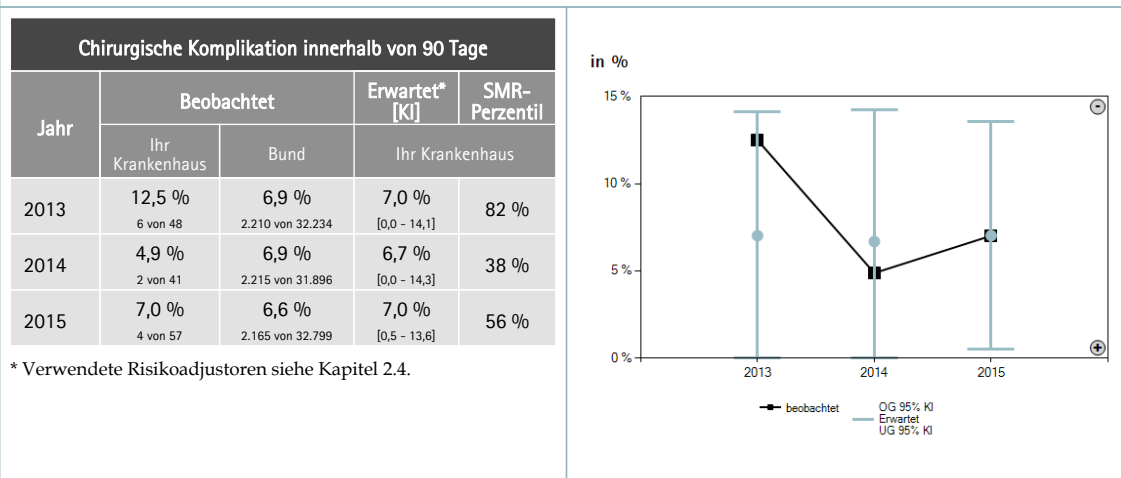 Chirurgische Komplikation innerhalb von 90 Tage
Jahr
Beobachtet
Erwartet*
[KI]
SMR-
Perzentil
Ihr
Krankenhaus
Bund
Ihr Krankenhaus
2013
12,5 %
6 von 48
6,9 %
2.210 von 32.234
7,0 %
[0,0 - 14,1]
82 %
2014
4,9 %
2 von 41
6,9 %
2.215 von 31.896
6,7 %
[0,0 - 14,3]
38 %
2015
7,0 %
4 von 57
6,6 %
2.165 von 32.799
7,0 %
[0,5 - 13,6]
56 %
* Verwendete Risikoadjustoren siehe Kapitel 2.4.
in %
15 %
10 %
5 %
0 %
2013
2014
2015
beobachtet
OG 95% KI
Erwartet
UG 95% KI